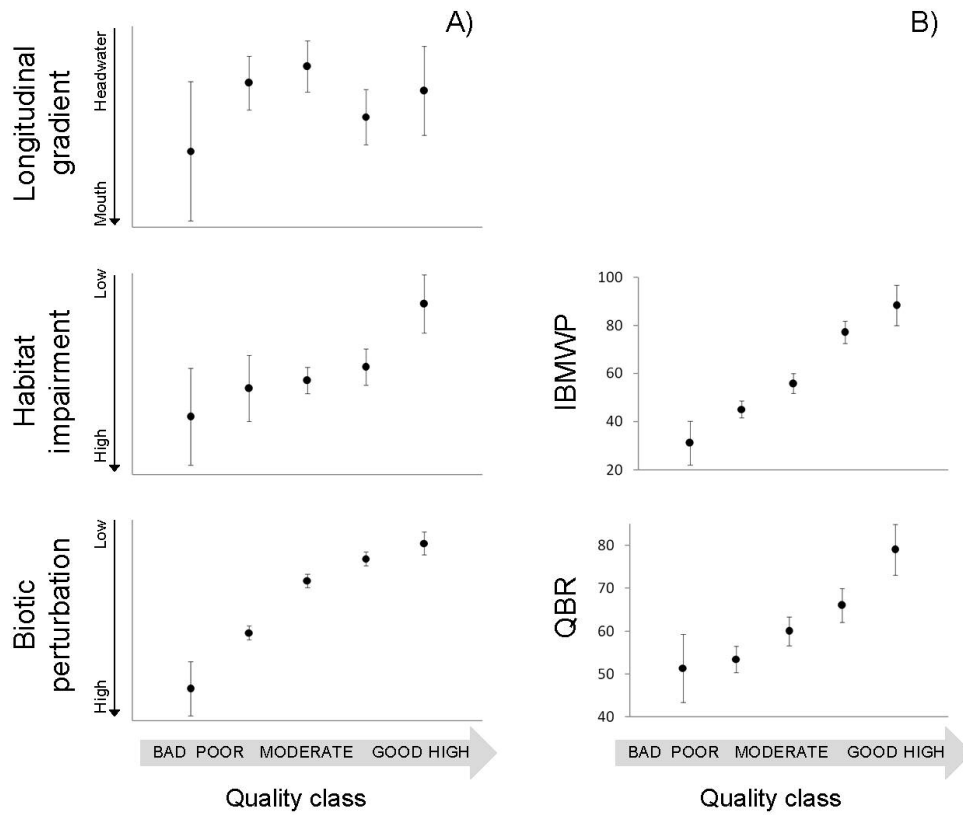 A)
Longitudinal
gradient
Headwater
Mouth
Habitat
impairment
Low
High
Biotic
perturbation
Low
High
BAD POOR MODERATE GOOD HIGH
Quality class
B)
IBMWP
100
80
60
40
20
QBR
80
70
60
50
40
BAD POOR MODERATE GOOD HIGH
Quality class